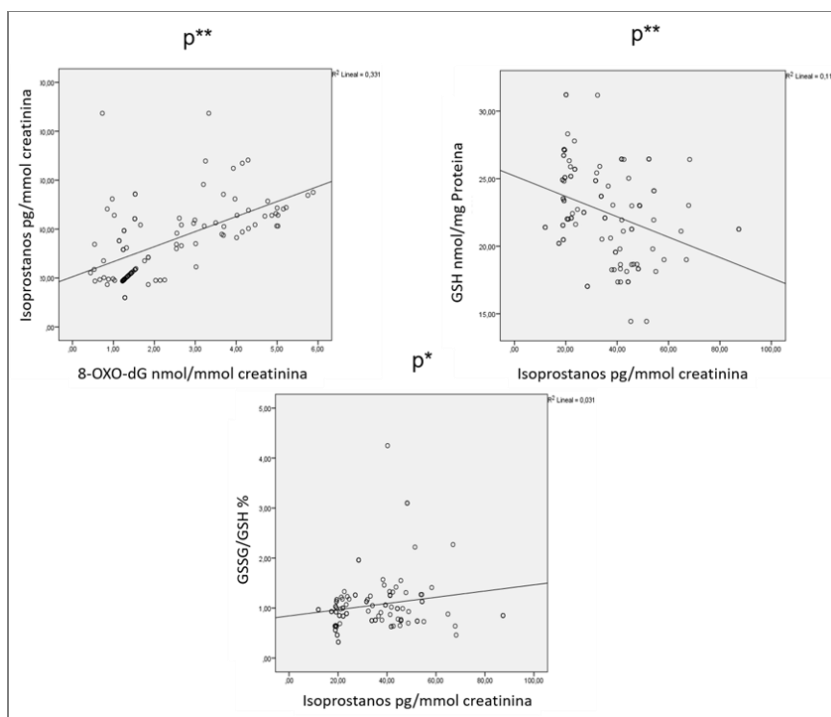 p**
R² Lineal = 0,331
Isoprostanos pg/mmol creatinina
,00
,00 1,00 2,00 3,00 4,00 5,00 6,00
8-OXO-dG nmol/mmol creatinina
p**
R² Lineal = 0,11
GSH nmol/mg Proteina
30,00
25,00
20,00
15,00
,00 20,00 40,00 60,00 80,00 100,00
Isoprostanos pg/mmol creatinina
p*
R² Lineal = 0,031
GSSG/GSH %
5,00
4,00
3,00
2,00
1,00
,00
,00 20,00 40,00 60,00 80,00 100,00
Isoprostanos pg/mmol creatinina